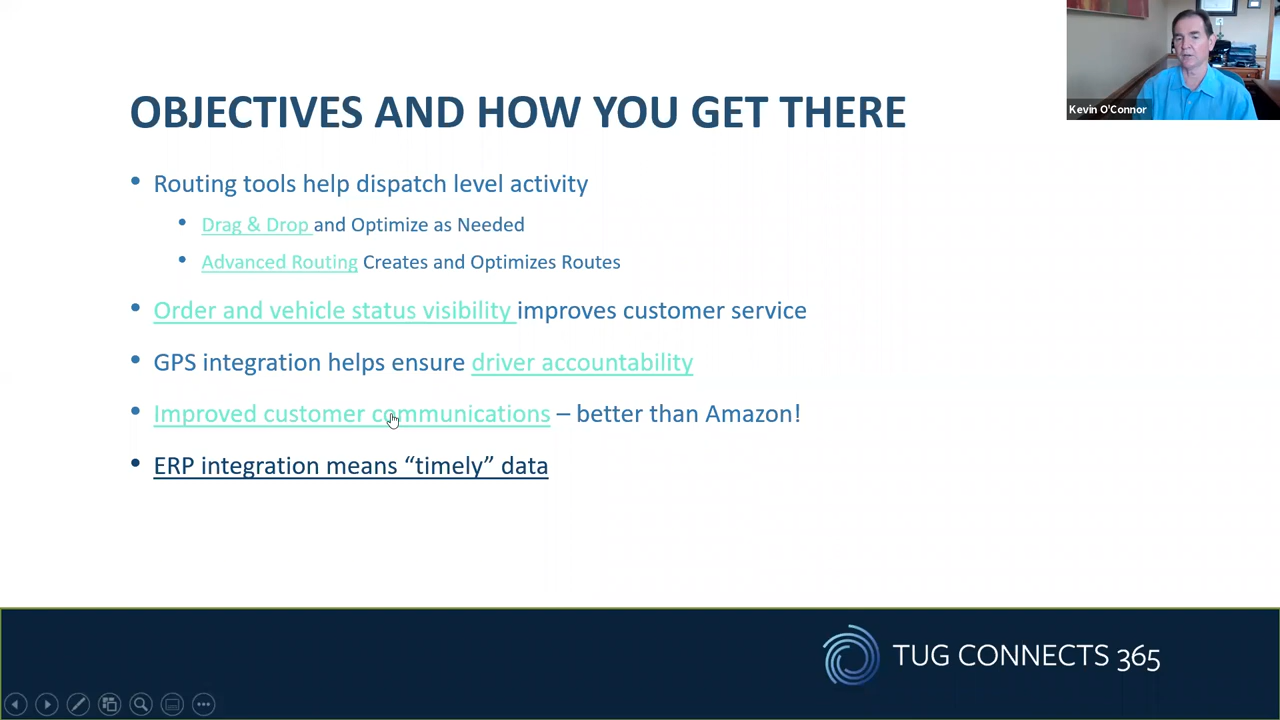 OBJECTIVES AND HOW YOU GET THERE
Kevin O'Connor
• Routing tools help dispatch level activity
• Drag & Drop and Optimize as Needed
• Advanced Routing Creates and Optimizes Routes
• Order and vehicle status visibility improves customer service
• GPS integration helps ensure driver accountability
• Improved customer communications – better than Amazon!
• ERP integration means “timely” data
TUG CONNECTS 365